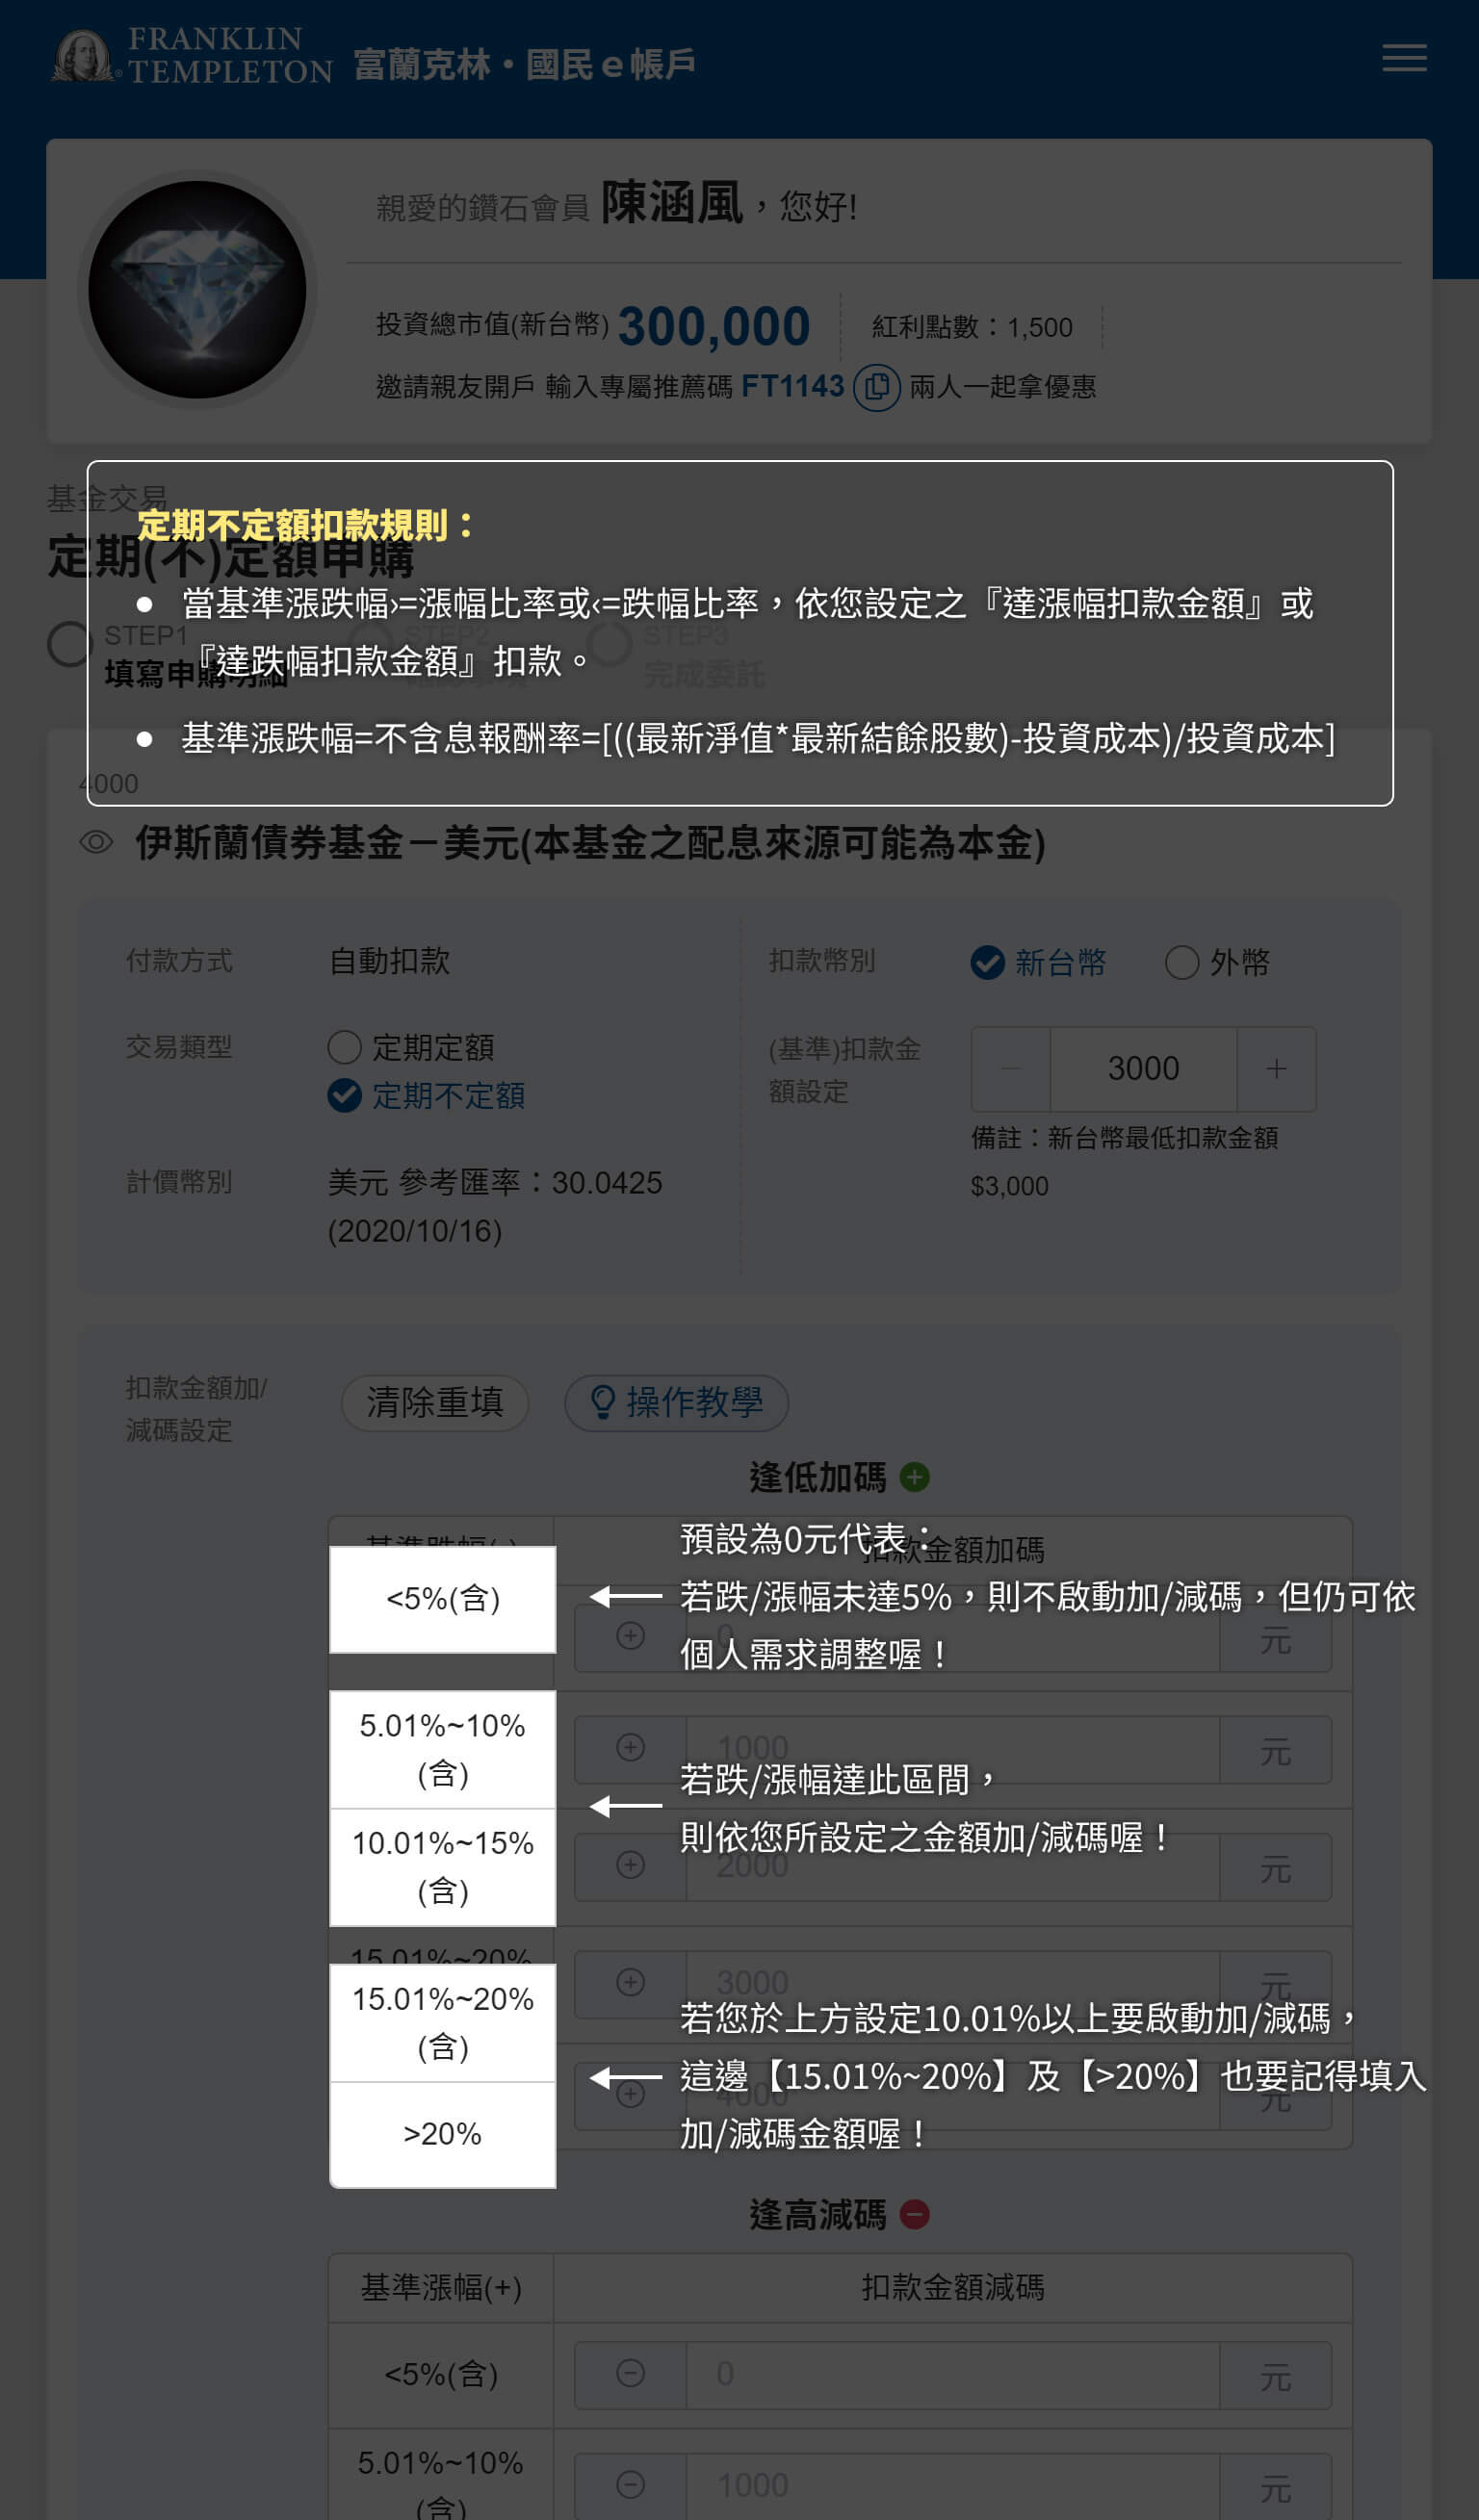 FRANKLIN
TEMPLETON
富蘭克林・國民e帳戶
親愛的鑽石會員 陳涵風，您好!
投資總市值(新台幣) 300,000 紅利點數：1,500
邀請親友開戶 輸入專屬推薦碼 FT1143 兩人一起拿優惠
基金交易
定期(不)定額申購
定期不定額扣款規則：
• 當基準漲跌幅›=漲幅比率或‹=跌幅比率，依您設定之『達漲幅扣款金額』或
『達跌幅扣款金額』扣款。
STEP1 STEP2 STEP3
填寫申購明細 完成委託
• 基準漲跌幅=不含息報酬率=[((最新淨值*最新結餘股數)-投資成本)/投資成本]
4000
伊斯蘭債券基金－美元(本基金之配息來源可能為本金)
付款方式 自動扣款
扣款幣別 新台幣 外幣
交易類型 定期定額
定期不定額
(基準)扣款金
額設定
3000
備註：新台幣最低扣款金額
$3,000
計價幣別 美元 參考匯率：30.0425
(2020/10/16)
扣款金額加/
減碼設定
清除重填 操作教學
逢低加碼
基準跌幅(-) 扣款金額加碼
<5%(含)
預設為0元代表：
若跌/漲幅未達5%，則不啟動加/減碼，但仍可依
個人需求調整喔！
0 元
5.01%~10%
(含)
1000 元
若跌/漲幅達此區間，
則依您所設定之金額加/減碼喔！
10.01%~15%
(含)
2000 元
15.01%~20%
3000 元
15.01%~20%
(含)
若您於上方設定10.01%以上要啟動加/減碼，
這邊【15.01%~20%】及【>20%】也要記得填入
加/減碼金額喔！
4000 元
>20%
逢高減碼
基準漲幅(+) 扣款金額減碼
<5%(含) 0 元
5.01%~10%
(含)
1000 元